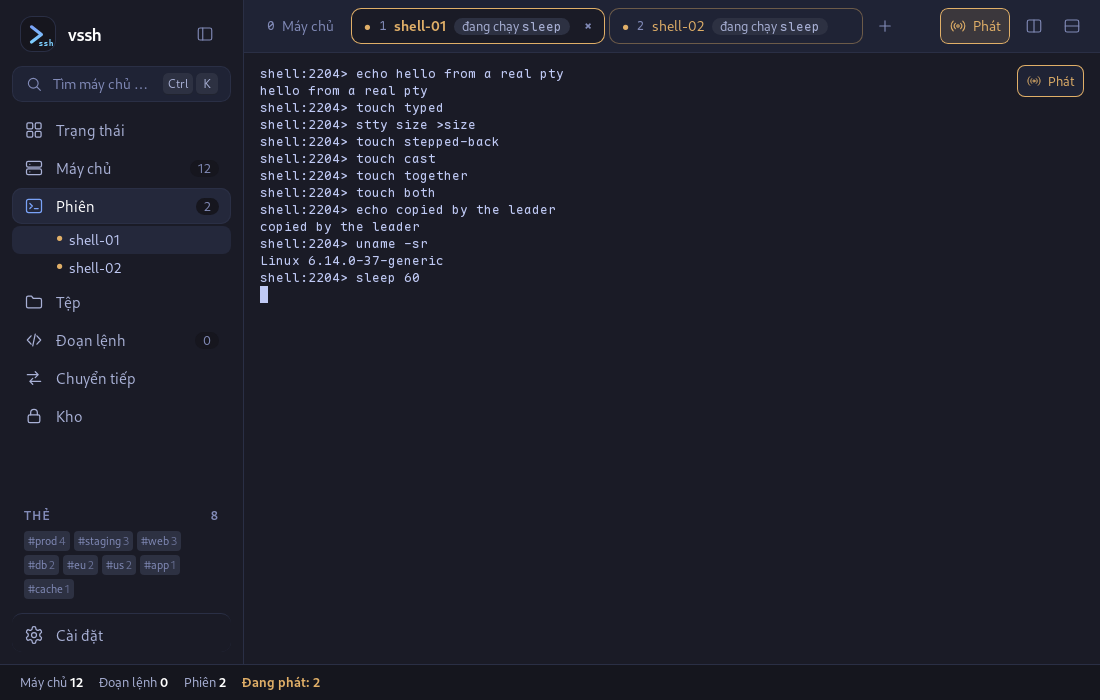 vssh
Tìm máy chủ ... Ctrl K
Trạng thái
Máy chủ 12
Phiên 2
shell-01
shell-02
Tệp
Đoạn lệnh 0
Chuyển tiếp
Kho
THẺ 8
#prod 4 #staging 3 #web 3
#db 2 #eu 2 #us 2 #app 1
#cache 1
Cài đặt
0 Máy chủ 1 shell-01 đang chạy sleep × 2 shell-02 đang chạy sleep + Phát
Phát
shell:2204> echo hello from a real pty
hello from a real pty
shell:2204> touch typed
shell:2204> stty size >size
shell:2204> touch stepped-back
shell:2204> touch cast
shell:2204> touch together
shell:2204> touch both
shell:2204> echo copied by the leader
copied by the leader
shell:2204> uname -sr
Linux 6.14.0-37-generic
shell:2204> sleep 60
Máy chủ 12 Đoạn lệnh 0 Phiên 2 Đang phát: 2